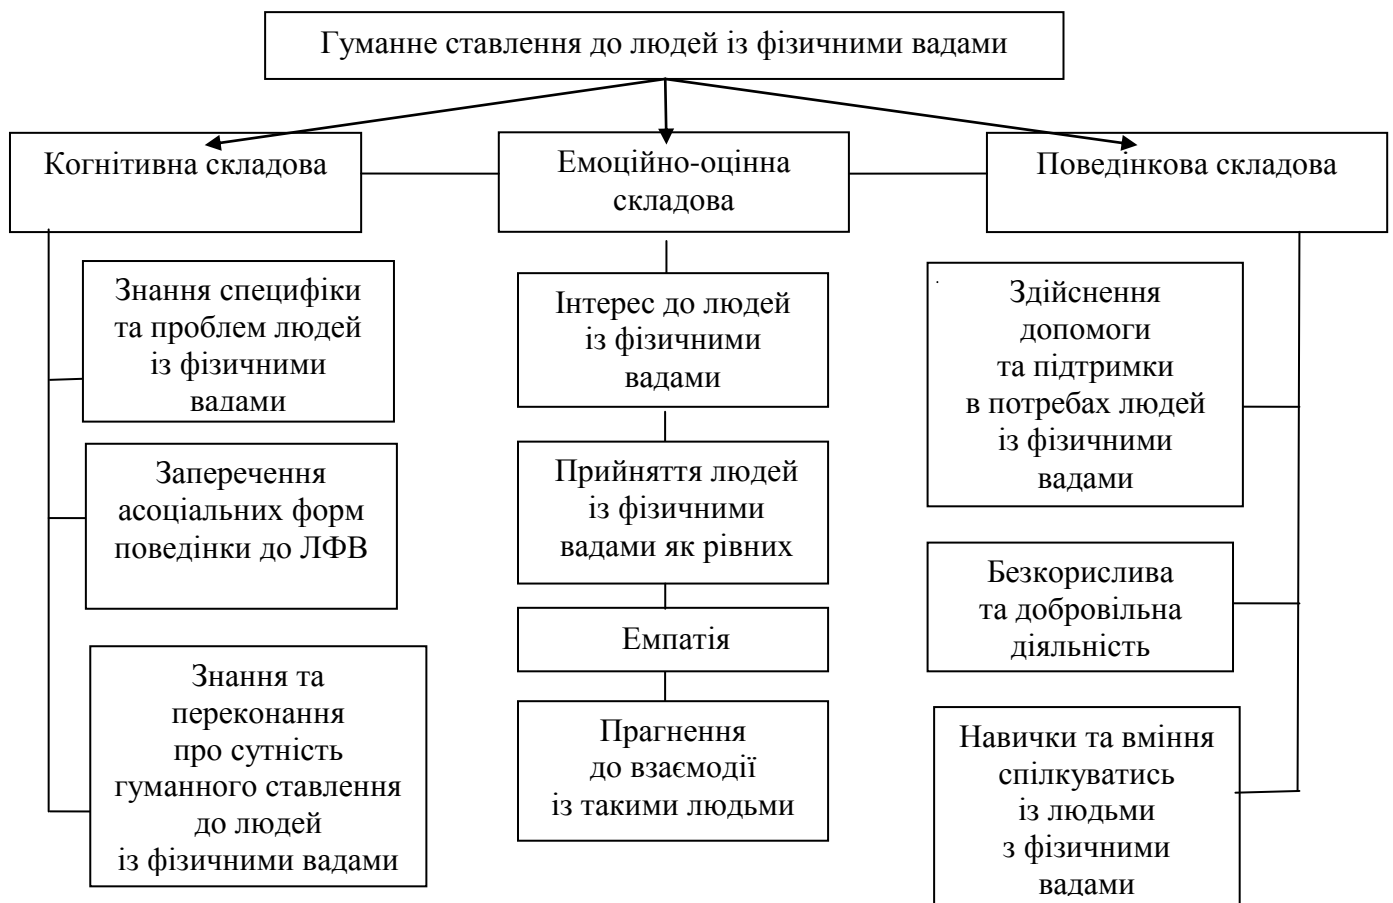 Гуманне ставлення до людей із фізичними вадами
Когнітивна складова
Емоційно-оцінна
складова
Поведінкова складова
Знання специфіки
та проблем людей
із фізичними
вадами
Заперечення
асоціальних форм
поведінки до ЛФВ
Знання та
переконання
про сутність
гуманного ставлення
до людей
із фізичними вадами
Інтерес до людей
із фізичними
вадами
Прийняття людей
із фізичними
вадами як рівних
Емпатія
Прагнення
до взаємодії
із такими людьми
Здійснення
допомоги
та підтримки
в потребах людей
із фізичними
вадами
Безкорислива
та добровільна
діяльність
Навички та вміння
спілкуватись
із людьми
з фізичними
вадами